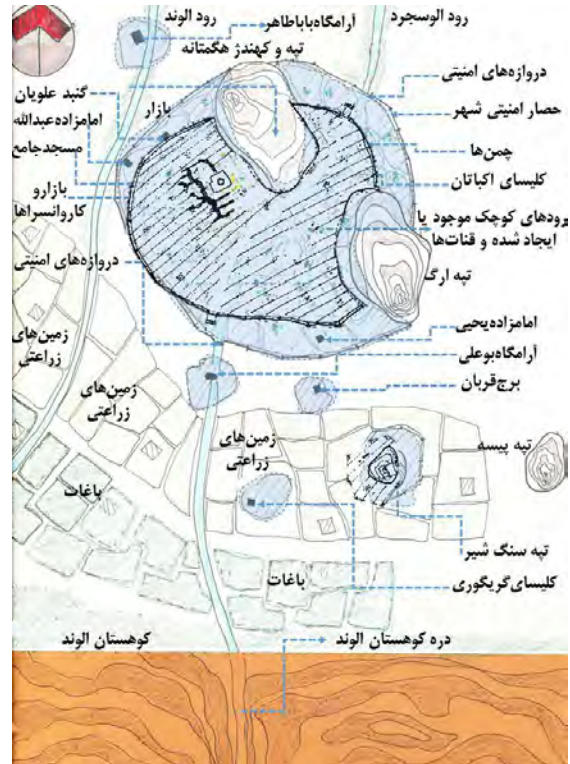 رود الوسجرد
رود الوند
آرامگاه باباطاهر
تپه و کهندژ هگمتانه
دروازه‌های امنیتی
حصار امنیتی شهر
گنبد علویان
بازار
امامزاده عبدالله
چمن‌ها
مسجدجامع
کلیسای اکباتان
بازارو
کاروانسراها
رودهای کوچک موجود یا
ایجاد شده و قنات‌ها
دروازه‌های امنیتی
تپه ارگ
امامزاده یحیی
زمین‌های
زراعتی
آرامگاه بوعلی
زمین‌های
زراعتی
برج قربان
زمین‌های
زراعتی
تپه پیسه
باغات
تپه سنگ شیر
باغات
کلیسای گریگوری
دره کوهستان الوند
کوهستان الوند